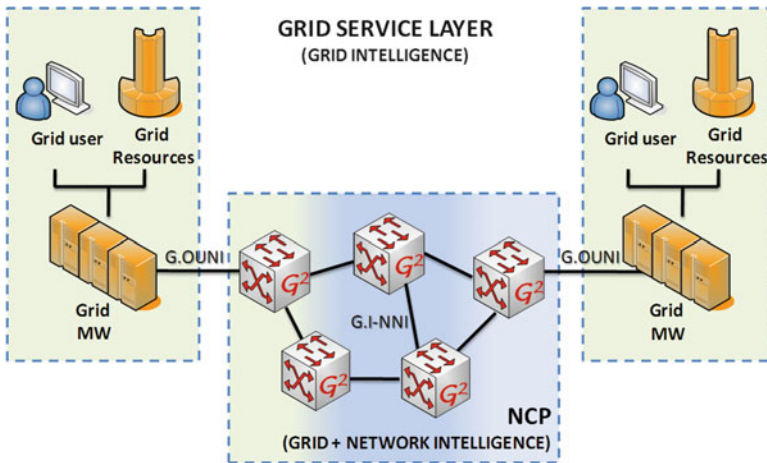 GRID SERVICE LAYER
(GRID INTELLIGENCE)
Grid user
Grid
Resources
Grid
MW
G.OUNI
G²
G²
G²
G.I-NNI
G²
G²
NCP
(GRID + NETWORK INTELLIGENCE)
G.OUNI
Grid user
Grid
Resources
Grid
MW